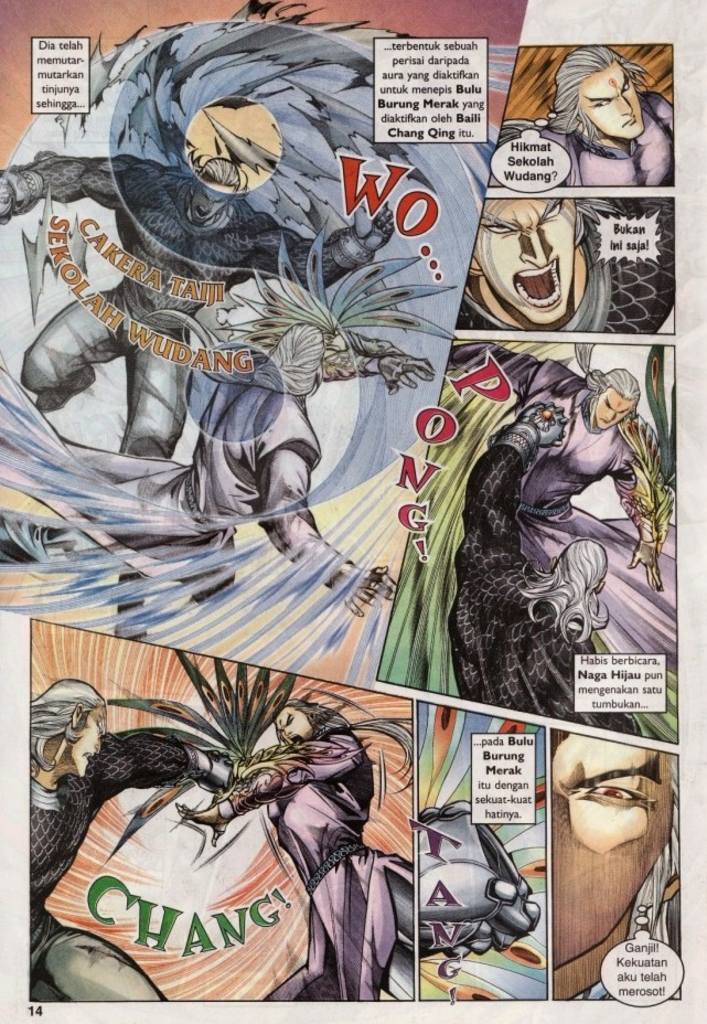 Dia telah
memutar-
mutarkan
tinjunya
sehingga...
...terbentuk sebuah
perisai daripada
aura yang diaktifkan
untuk menepis Bulu
Burung Merak yang
diaktifkan oleh Baili
Chang Qing itu.
WO...
CAKERA TAIJI
SEKOLAH WUDANG
Hikmat
Sekolah
Wudang?
Bukan
ini saja!
PONG!
Habis berbicara,
Naga Hijau pun
mengenakan satu
tumbukan...
CHANG!
...pada Bulu
Burung
Merak
itu dengan
sekuat-kuat
hatinya.
TANG!
Ganjil!
Kekuatan
aku telah
merosot!
14